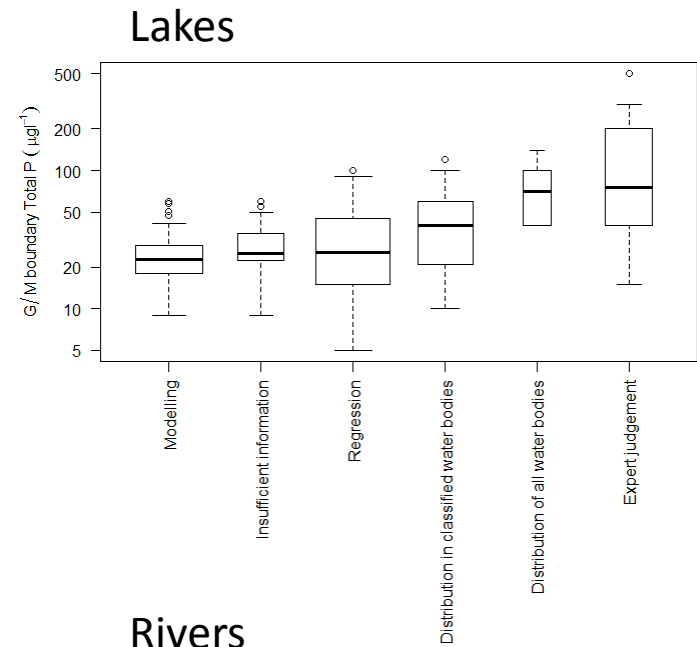 Lakes
G/M boundary Total P ( μgl⁻¹)
500
200
100
50
20
10
5
Modelling
Insufficient information
Regression
Distribution in classified water bodies
Distribution of all water bodies
Expert judgement
Rivers